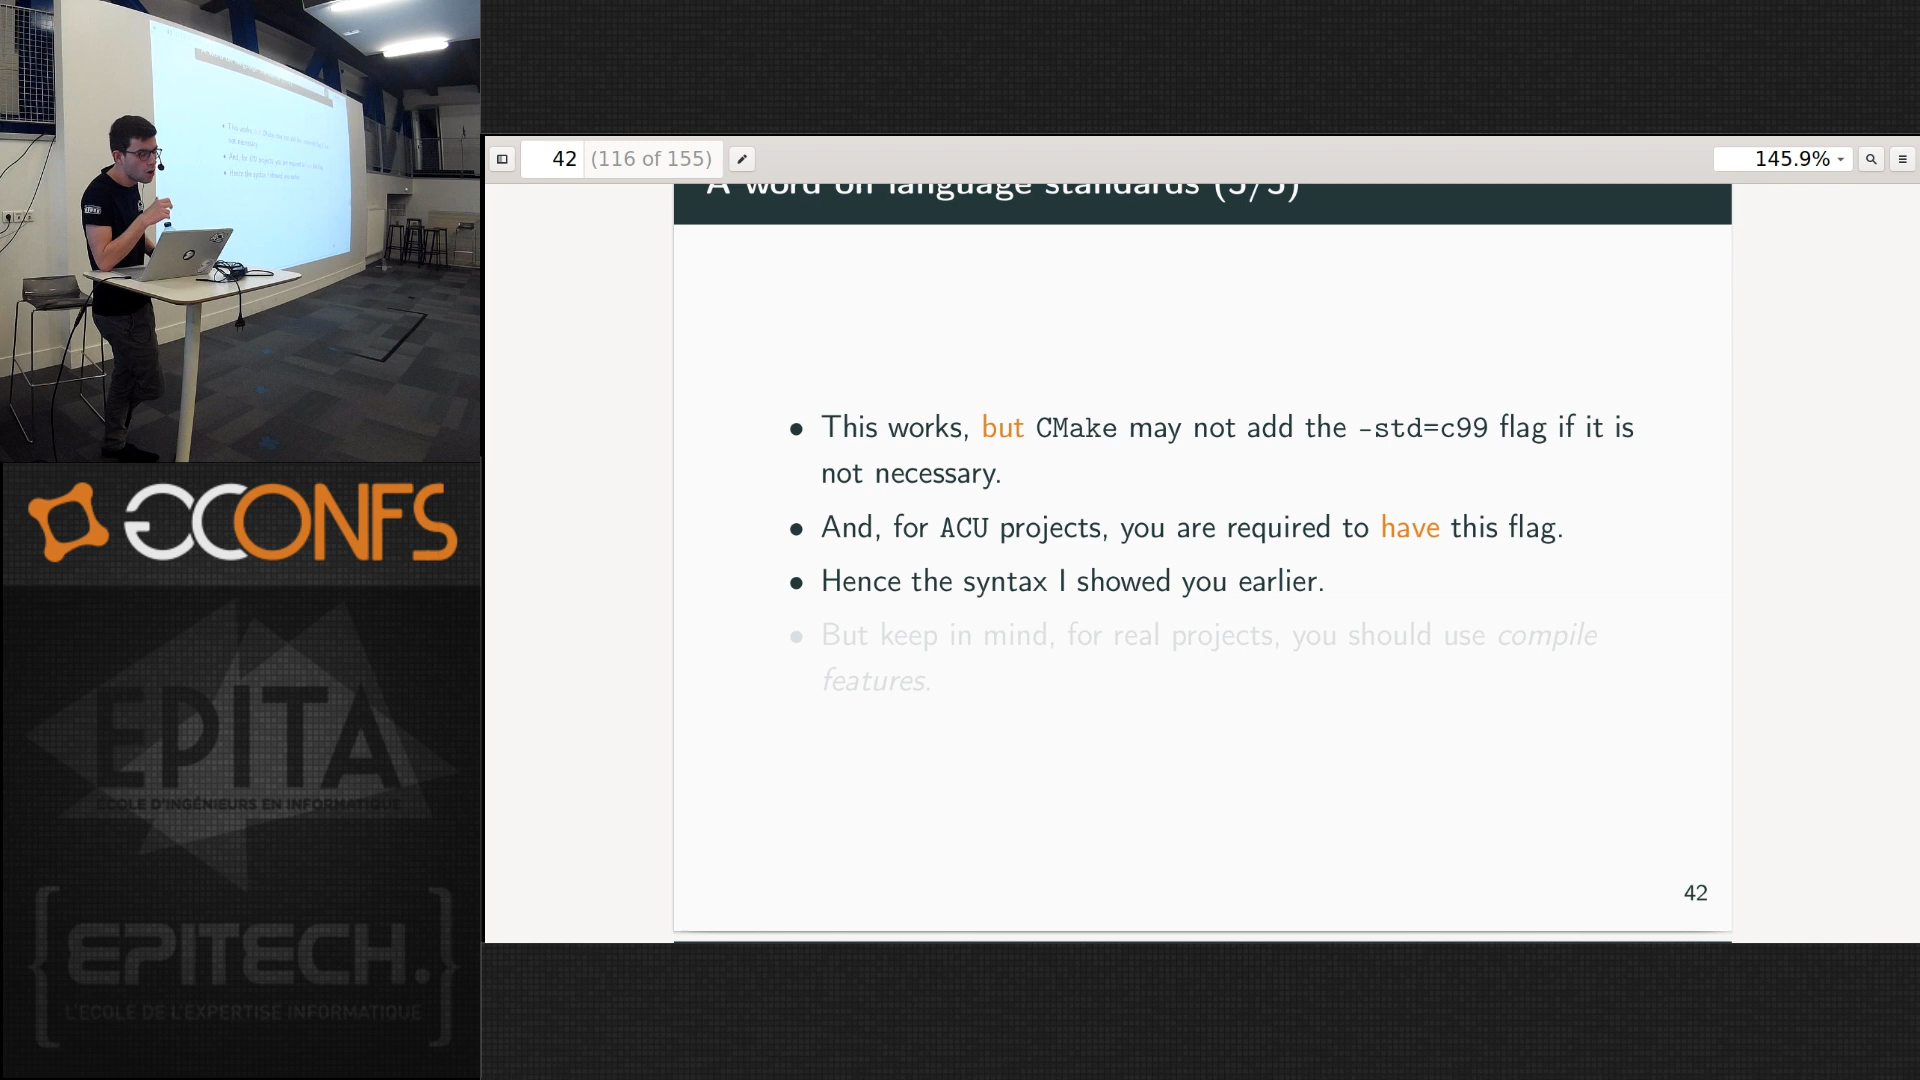 42 (116 of 155)
145.9%
A word on language standards (5/5)
• This works, but CMake may not add the -std=c99 flag if it is
not necessary.
• And, for ACU projects, you are required to have this flag.
• Hence the syntax I showed you earlier.
• But keep in mind, for real projects, you should use compile
features.
42
CONFS
EPITA
ÉCOLE D'INGÉNIEURS EN INFORMATIQUE
{EPITECH.}
L'ECOLE DE L'EXPERTISE INFORMATIQUE